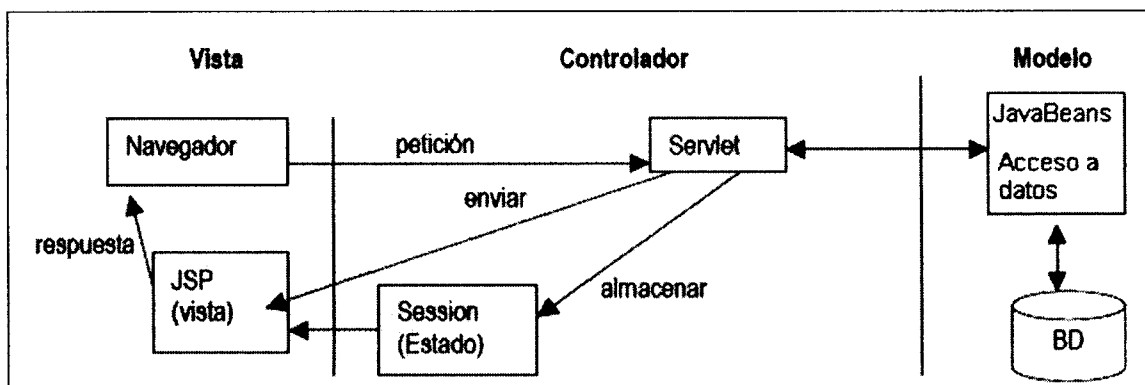 Vista
Controlador
Modelo
Navegador
petición
Servlet
JavaBeans
Acceso a
datos
enviar
respuesta
JSP
(vista)
Session
(Estado)
almacenar
BD